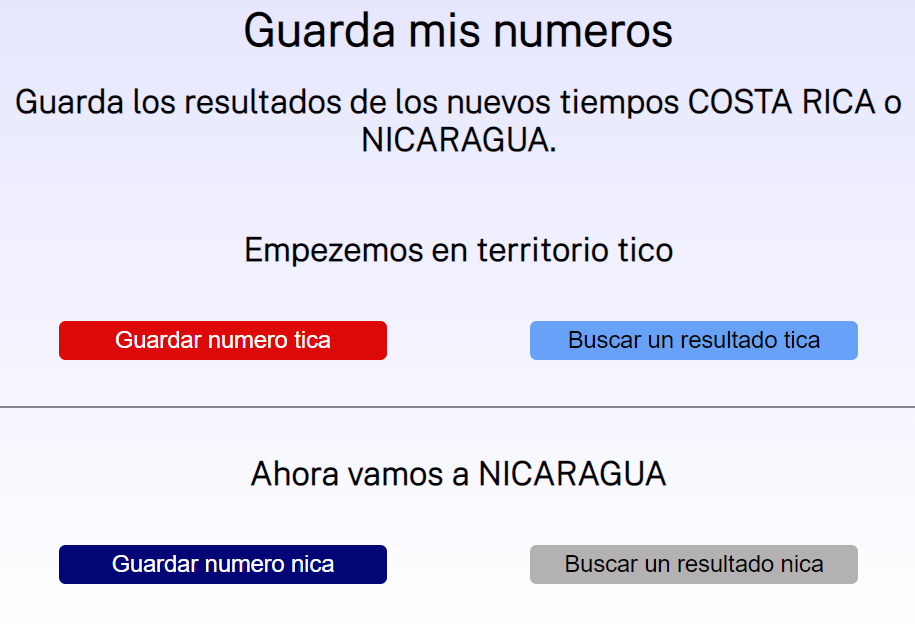 Guarda mis numeros
Guarda los resultados de los nuevos tiempos COSTA RICA o
NICARAGUA.
Empezemos en territorio tico
Guardar numero tica
Buscar un resultado tica
Ahora vamos a NICARAGUA
Guardar numero nica
Buscar un resultado nica